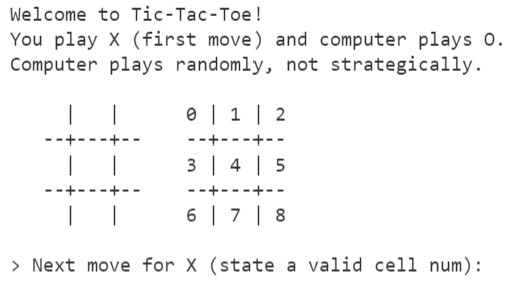 Welcome to Tic-Tac-Toe!
You play X (first move) and computer plays O.
Computer plays randomly, not strategically.
   |   |      0 | 1 | 2
 --+---+--    --+---+--
   |   |      3 | 4 | 5
 --+---+--    --+---+--
   |   |      6 | 7 | 8
> Next move for X (state a valid cell num):